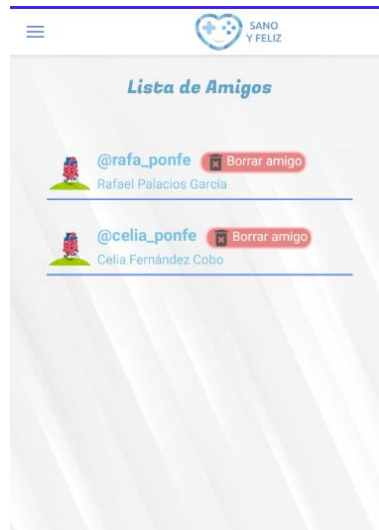 SANO
Y FELIZ
Lista de Amigos
@rafa_ponfe Borrar amigo
Rafael Palacios García
@celia_ponfe Borrar amigo
Celia Fernández Cobo